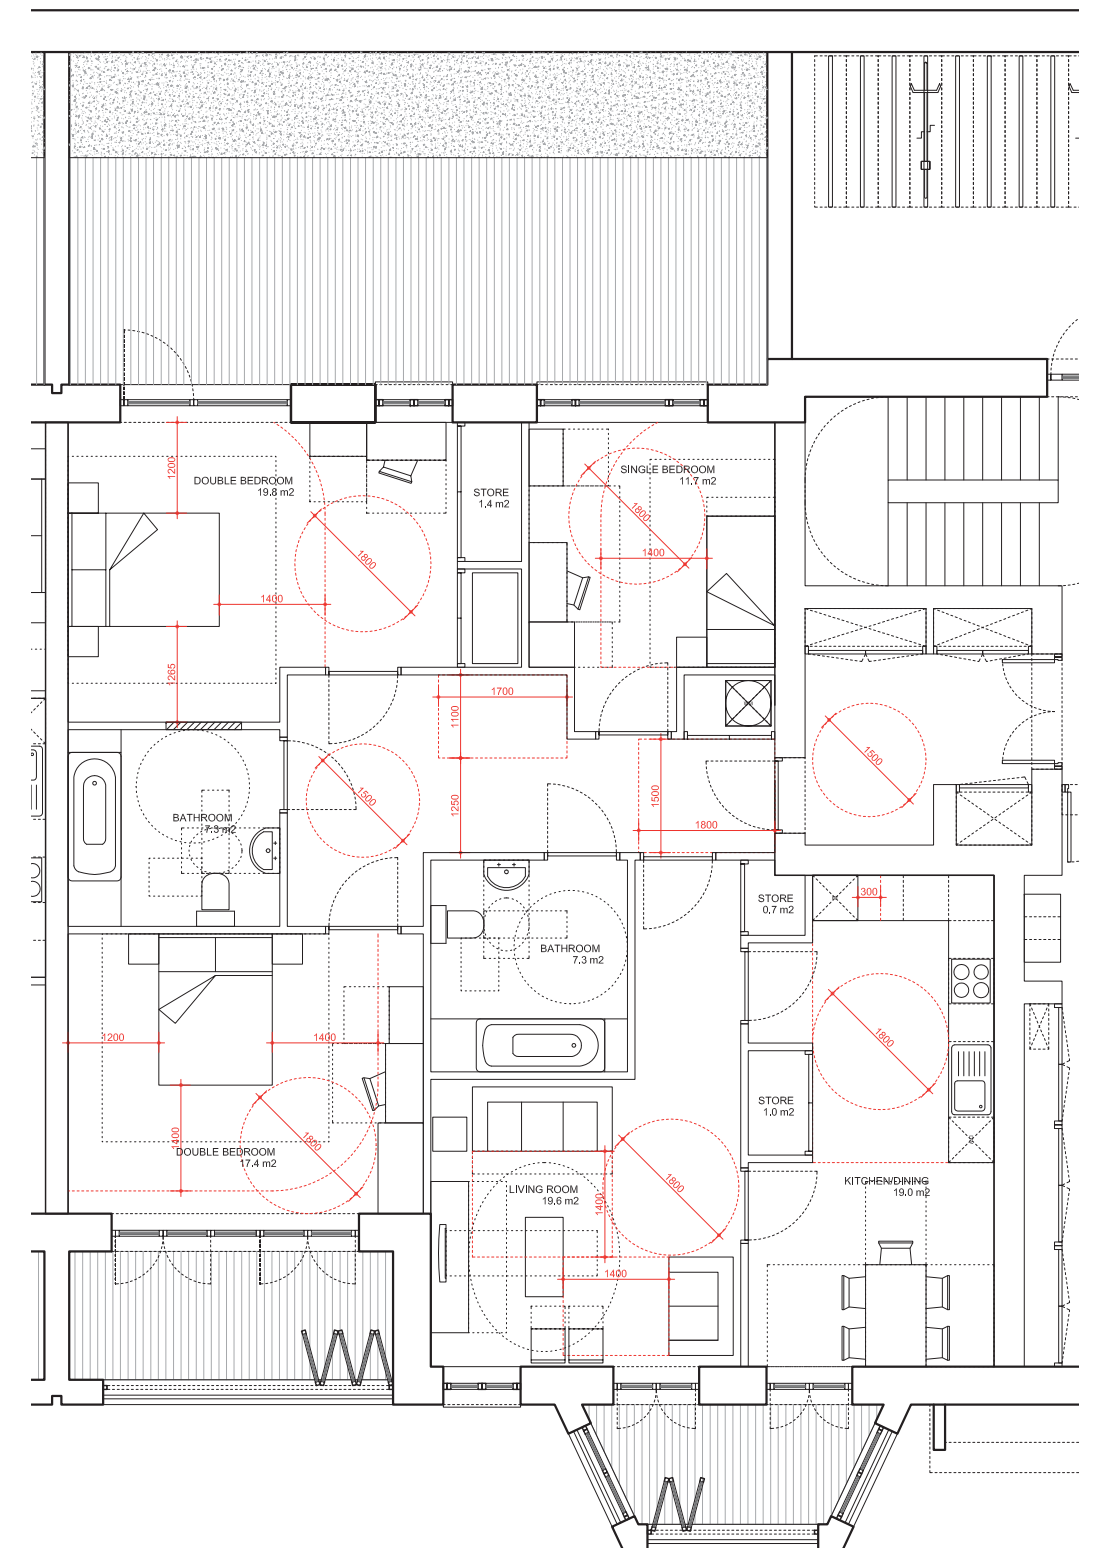 1200
DOUBLE BEDROOM
19.8 m2
1800
1400
1265
STORE
1.4 m2
SINGLE BEDROOM
11.7 m2
1800
1400
1700
1100
1250
1500
1800
1500
1500
BATHROOM
7.3 m2
STORE
0.7 m2
300
BATHROOM
7.3 m2
1800
1200
1400
1400
1800
DOUBLE BEDROOM
17.4 m2
STORE
1.0 m2
LIVING ROOM
19.6 m2
1400
1800
1400
KITCHEN/DINING
19.0 m2